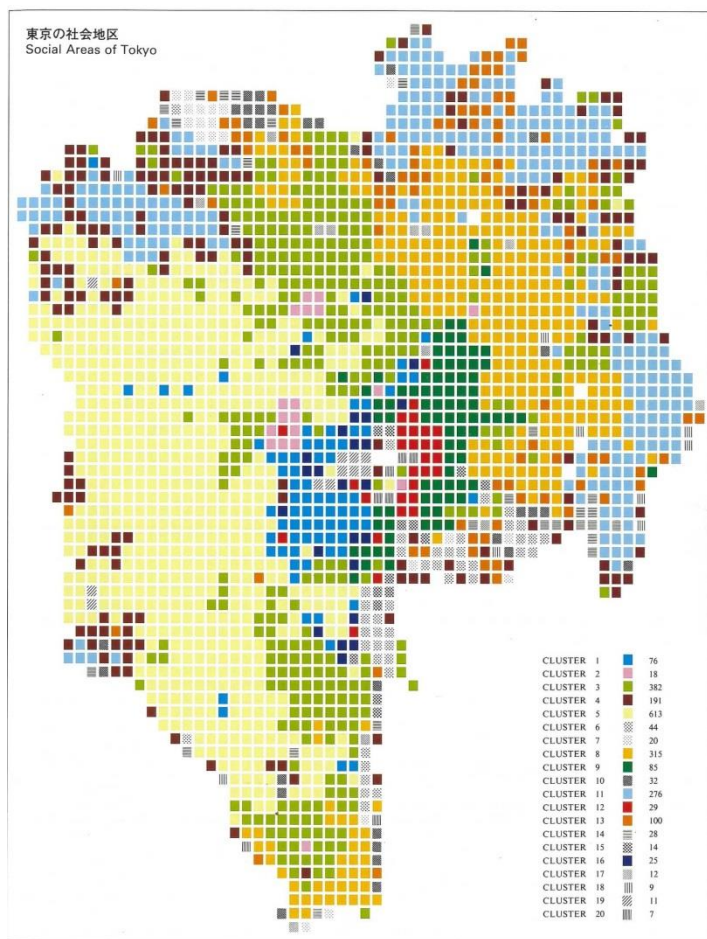 東京の社会地区
Social Areas of Tokyo
CLUSTER 1 76
CLUSTER 2 18
CLUSTER 3 382
CLUSTER 4 191
CLUSTER 5 613
CLUSTER 6 44
CLUSTER 7 20
CLUSTER 8 315
CLUSTER 9 85
CLUSTER 10 32
CLUSTER 11 276
CLUSTER 12 29
CLUSTER 13 100
CLUSTER 14 28
CLUSTER 15 14
CLUSTER 16 25
CLUSTER 17 12
CLUSTER 18 9
CLUSTER 19 11
CLUSTER 20 7